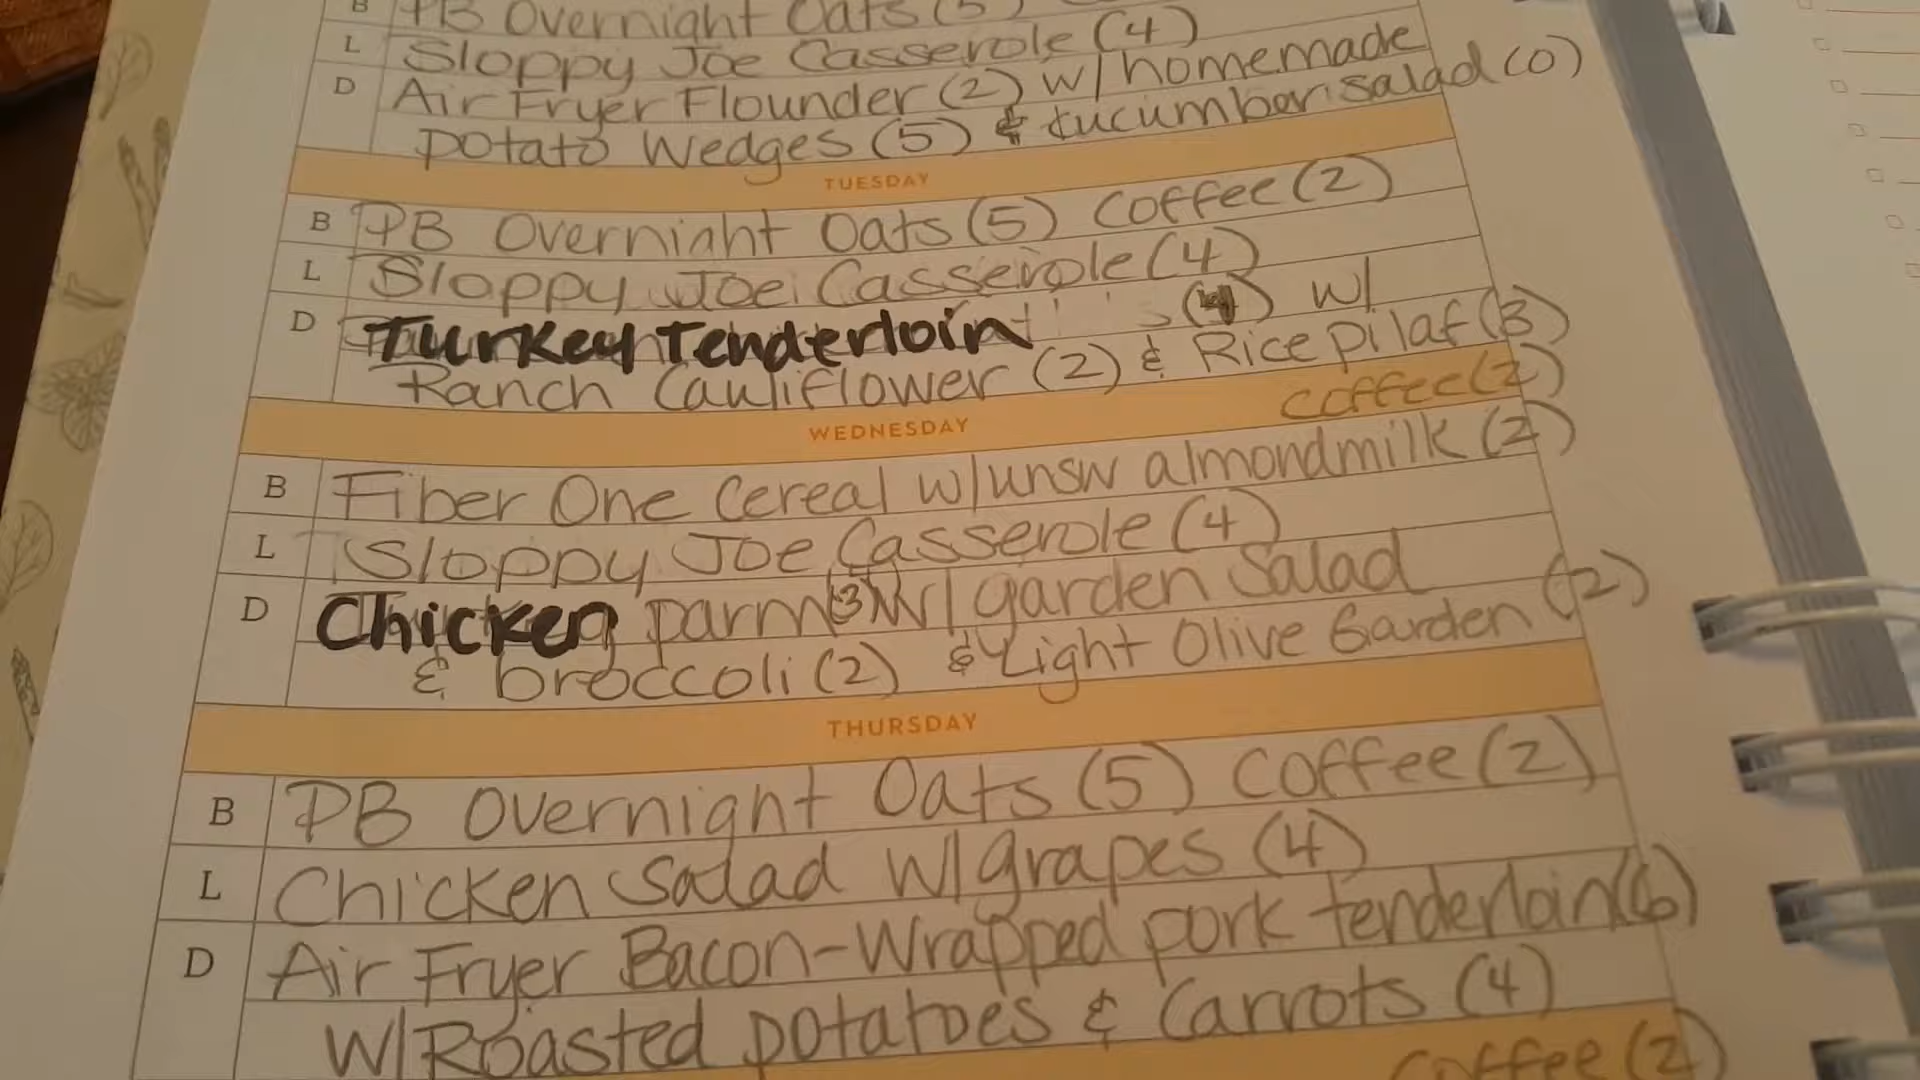 B PB Overnight Oats (5)
L Sloppy Joe Casserole (4)
D Air Fryer Flounder (2) w/ homemade
potato Wedges (5) & cucumbar salad (0)
TUESDAY
B PB Overnight Oats (5) Coffee (2)
L Sloppy Joe Casserole (4)
D Turkey Tenderloin w/
Ranch Cauliflower (2) & Rice pilaf (3)
Coffee (2)
WEDNESDAY
B Fiber One Cereal w/unsw almondmilk (2)
L Sloppy Joe Casserole (4)
D Chicken parm (3) w/ garden Salad
& broccoli (2) & Light Olive Garden (2)
THURSDAY
B PB Overnight Oats (5) Coffee (2)
L Chicken Salad w/grapes (4)
D Air Fryer Bacon-Wrapped pork tenderloin (6)
W/Roasted potatoes & Carrots (4)
Coffee (2)